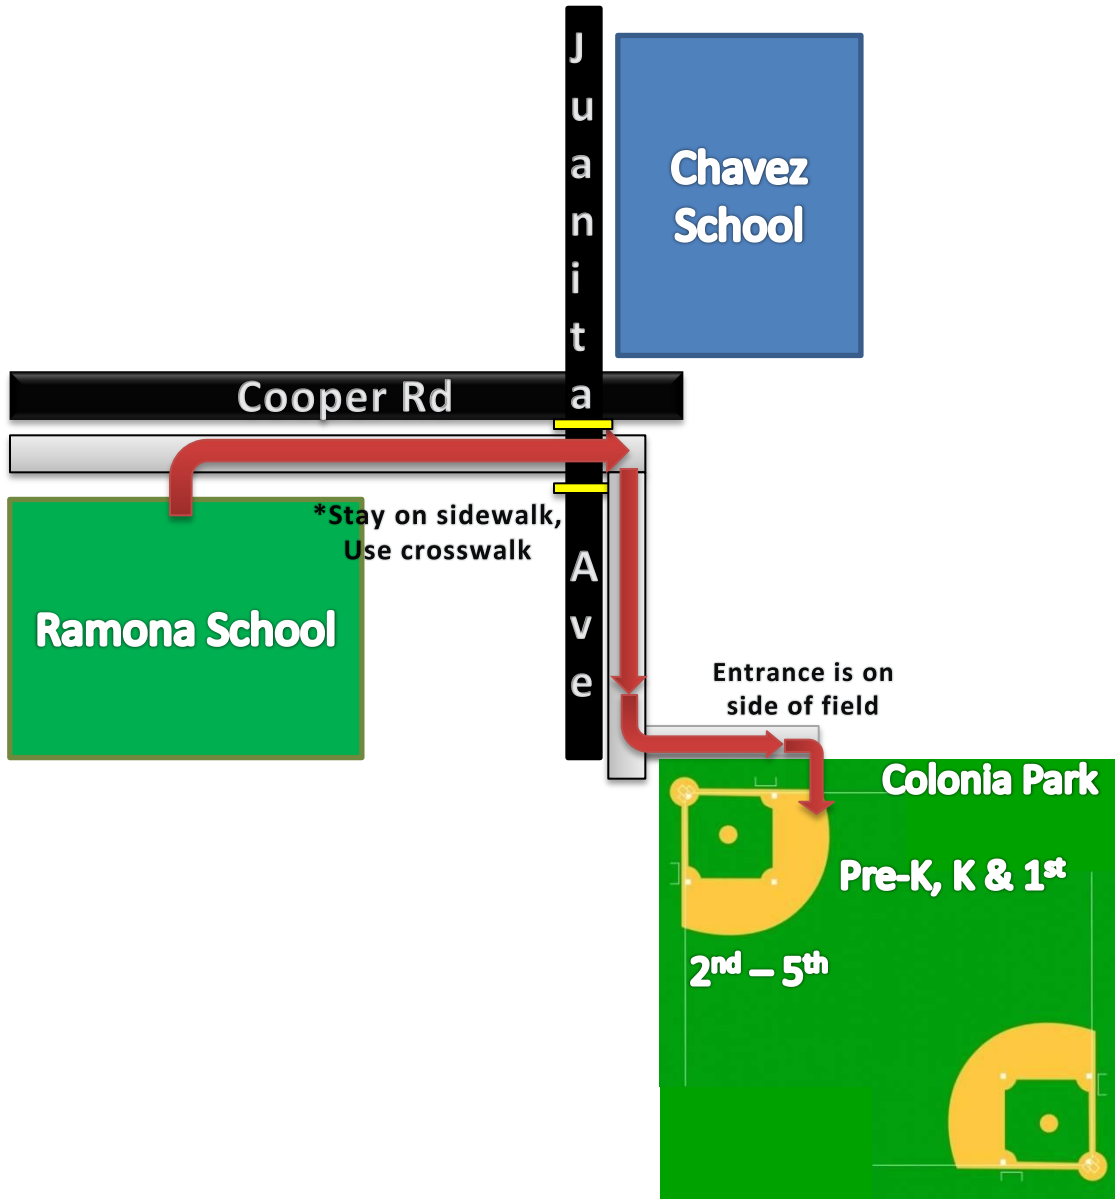 Juanita Ave
Chavez
School
Cooper Rd
*Stay on sidewalk,
Use crosswalk
Ramona School
Entrance is on
side of field
Colonia Park
Pre-K, K & 1st
2nd – 5th